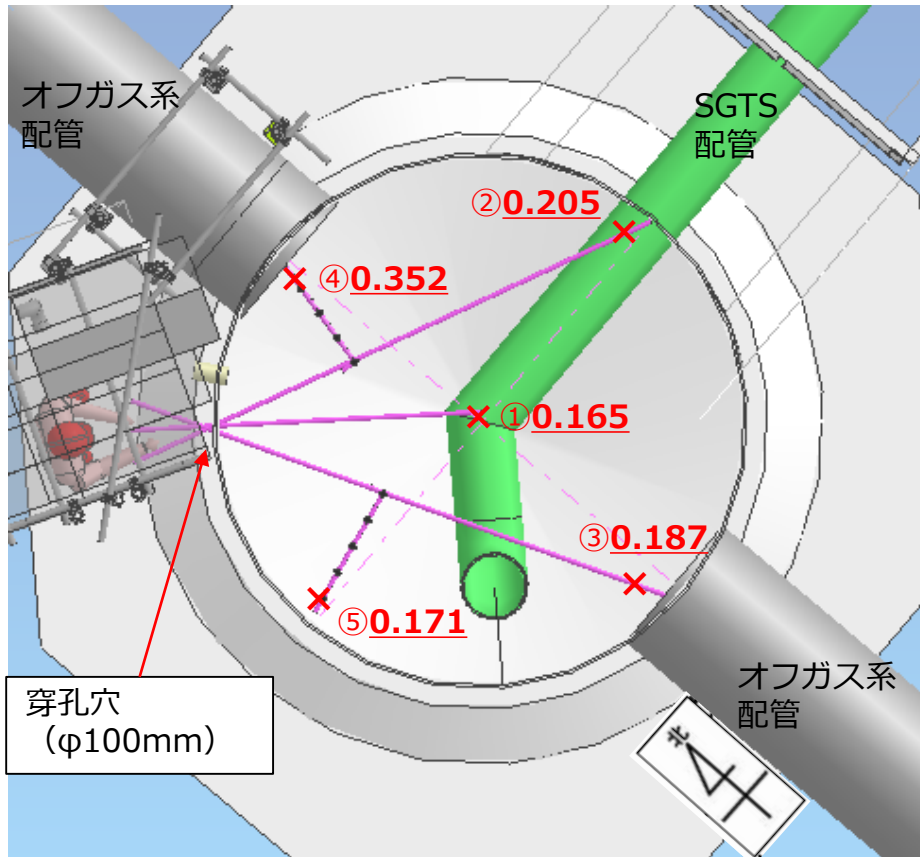 オフガス系
配管
SGTS
配管
②0.205
④0.352
①0.165
③0.187
⑤0.171
オフガス系
配管
穿孔穴
（φ100mm）
北